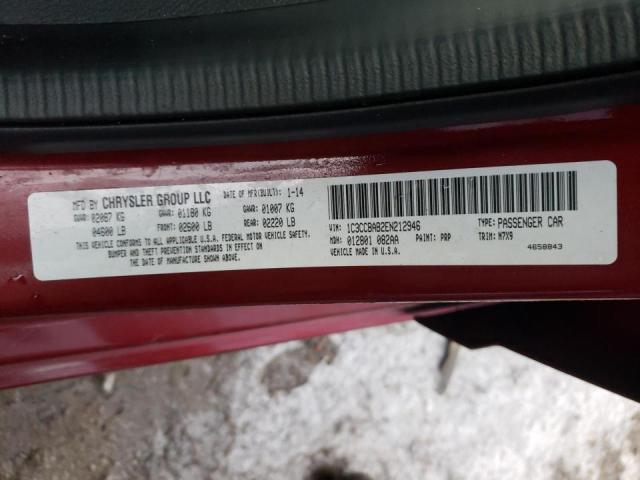 MFD BY CHRYSLER GROUP LLC DATE OF MFR(BUILT): 1-14
GVWR: 02087 KG GAWR: 01180 KG GAWR: 01007 KG
04600 LB FRONT: 02600 LB REAR: 02220 LB
THIS VEHICLE CONFORMS TO ALL APPLICABLE U.S.A. FEDERAL MOTOR VEHICLE SAFETY,
BUMPER AND THEFT PREVENTION STANDARDS IN EFFECT ON
THE DATE OF MANUFACTURE SHOWN ABOVE.
VIN: 1C3CCBAB2EN212946 TYPE: PASSENGER CAR
MDH: 012801 082AA PAINT: PRP TRIM: M7X9
VEHICLE MADE IN U.S.A. 4658843